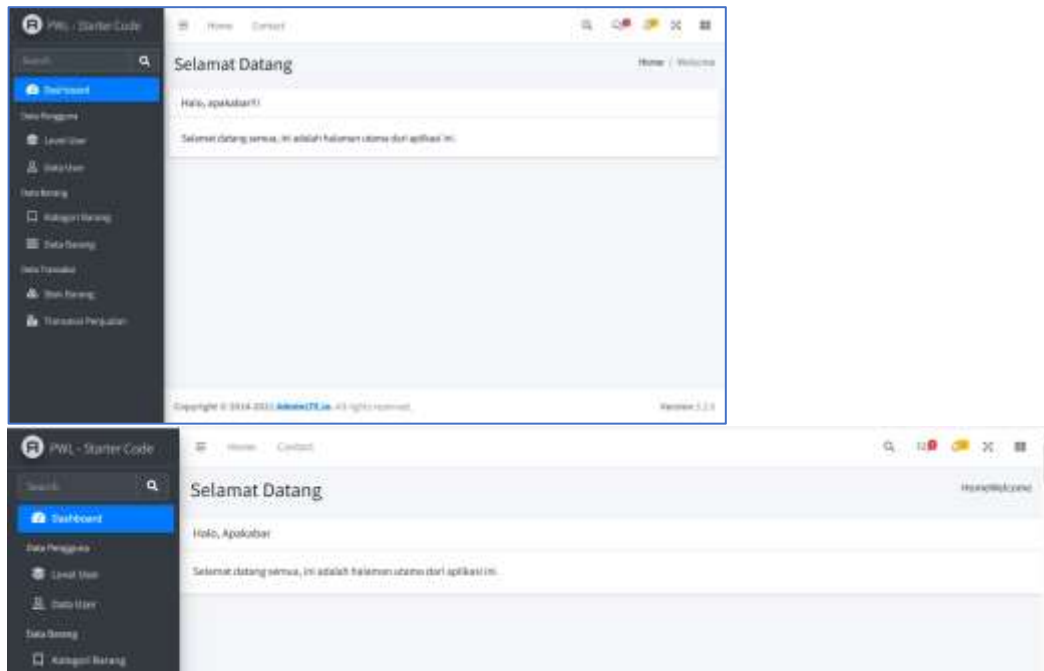 PWL - Starter Code
Home Contact
Search
Selamat Datang
Home / Welcome
Dashboard
Halo, apakabar!!!
Data Pengguna
Selamat datang semua, ini adalah halaman utama dari aplikasi ini.
Level User
Data User
Data Barang
Kategori Barang
Data Barang
Data Transaksi
Stok Barang
Transaksi Penjualan
Copyright © 2014-2021 AdminLTE.io. All rights reserved.
Version
PWL - Starter Code
Home Contact
Search
Selamat Datang
HomeWelcome
Dashboard
Halo, Apakabar
Data Pengguna
Selamat datang semua, ini adalah halaman utama dari aplikasi ini.
Level User
Data User
Data Barang
Kategori Barang